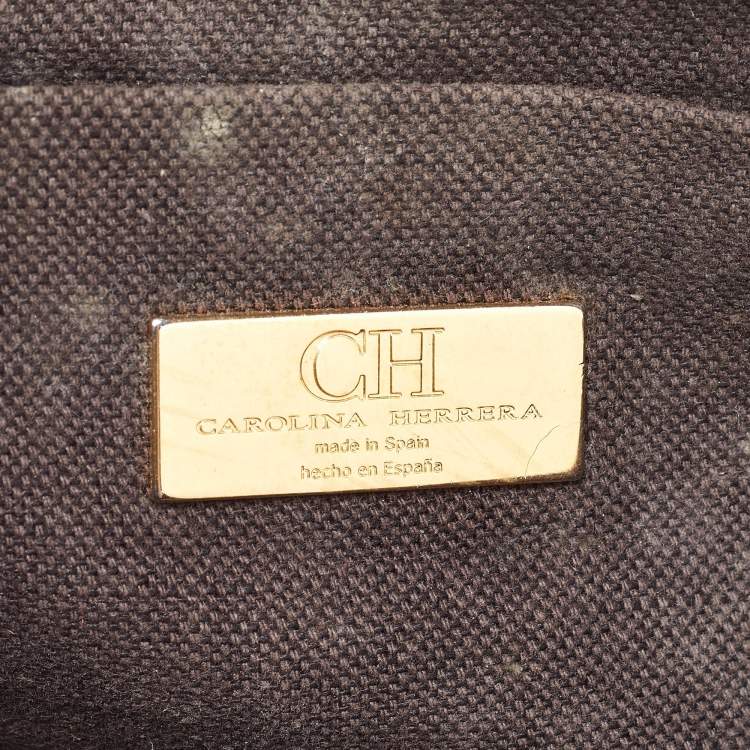 CH
CAROLINA HERRERA
made in Spain
hecho en España